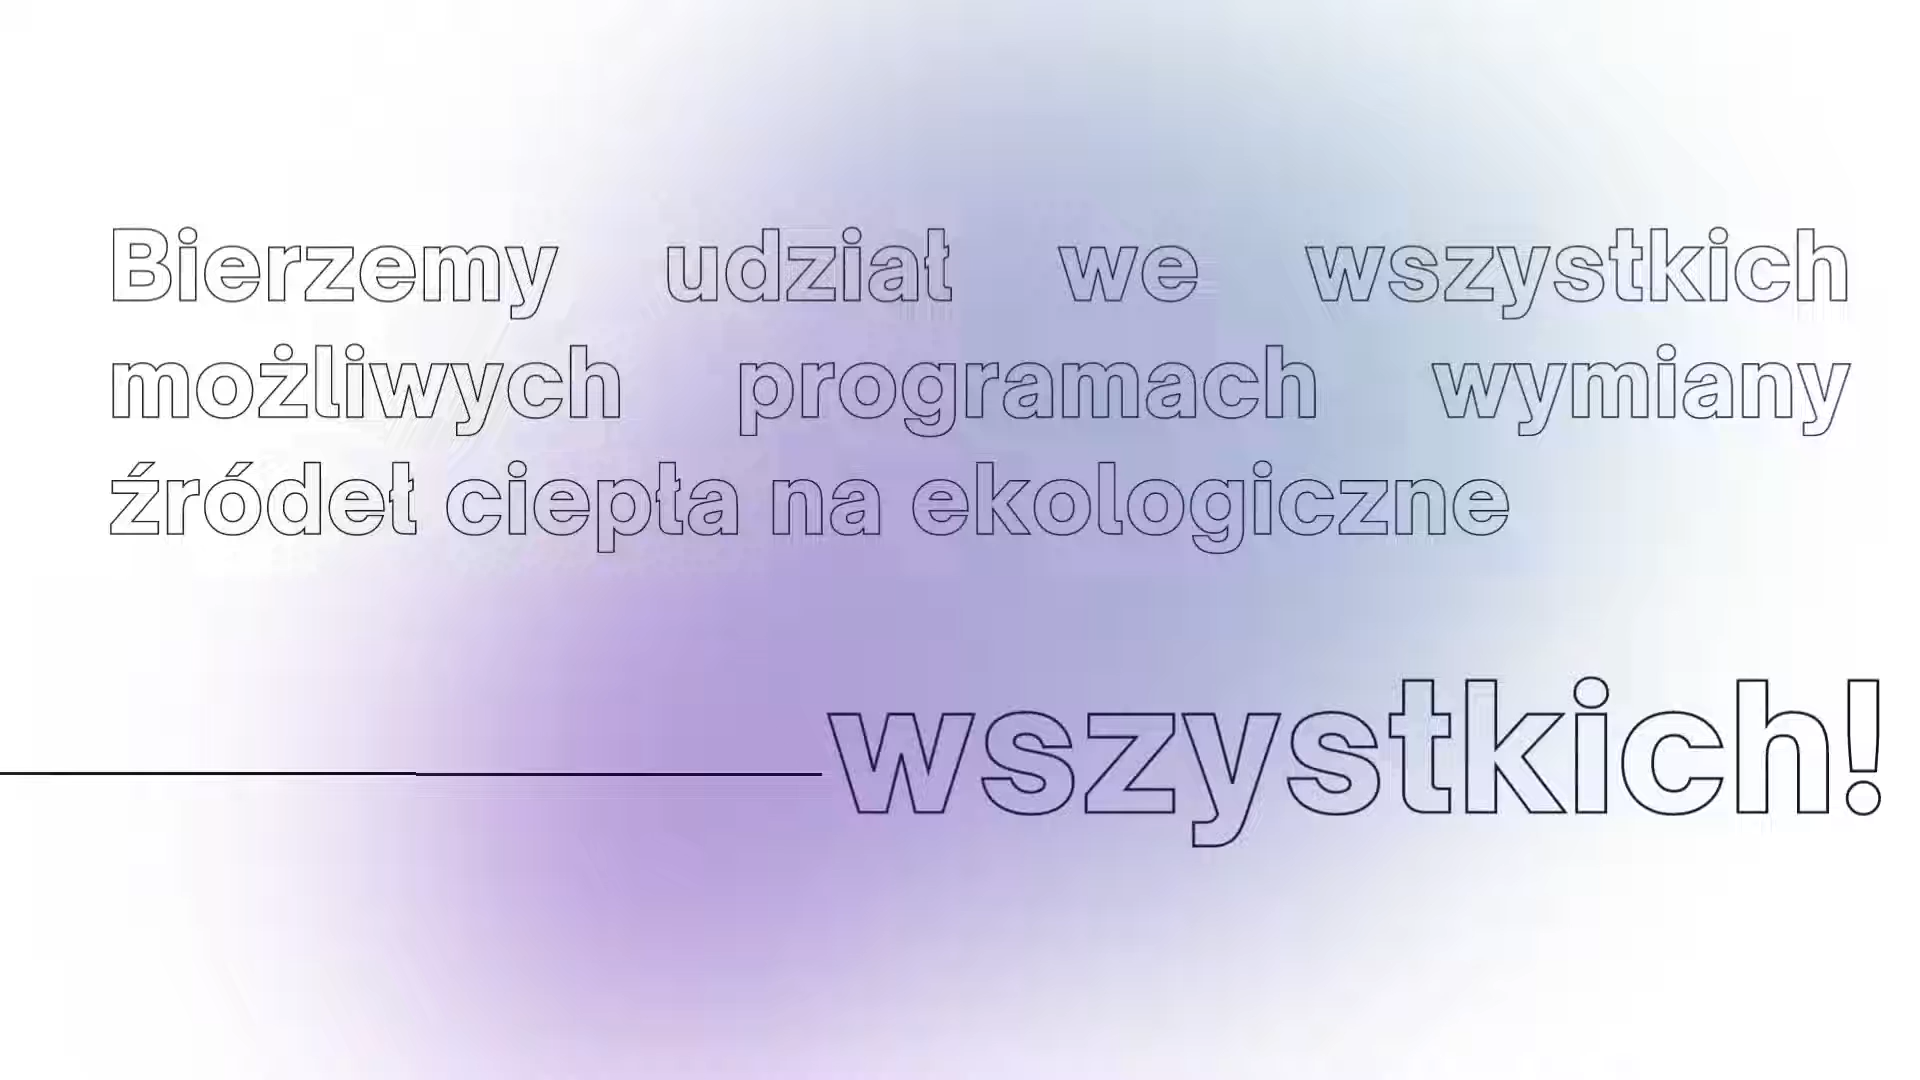 Bierzemy udział we wszystkich
możliwych programach wymiany
źródeł ciepła na ekologiczne
wszystkich!